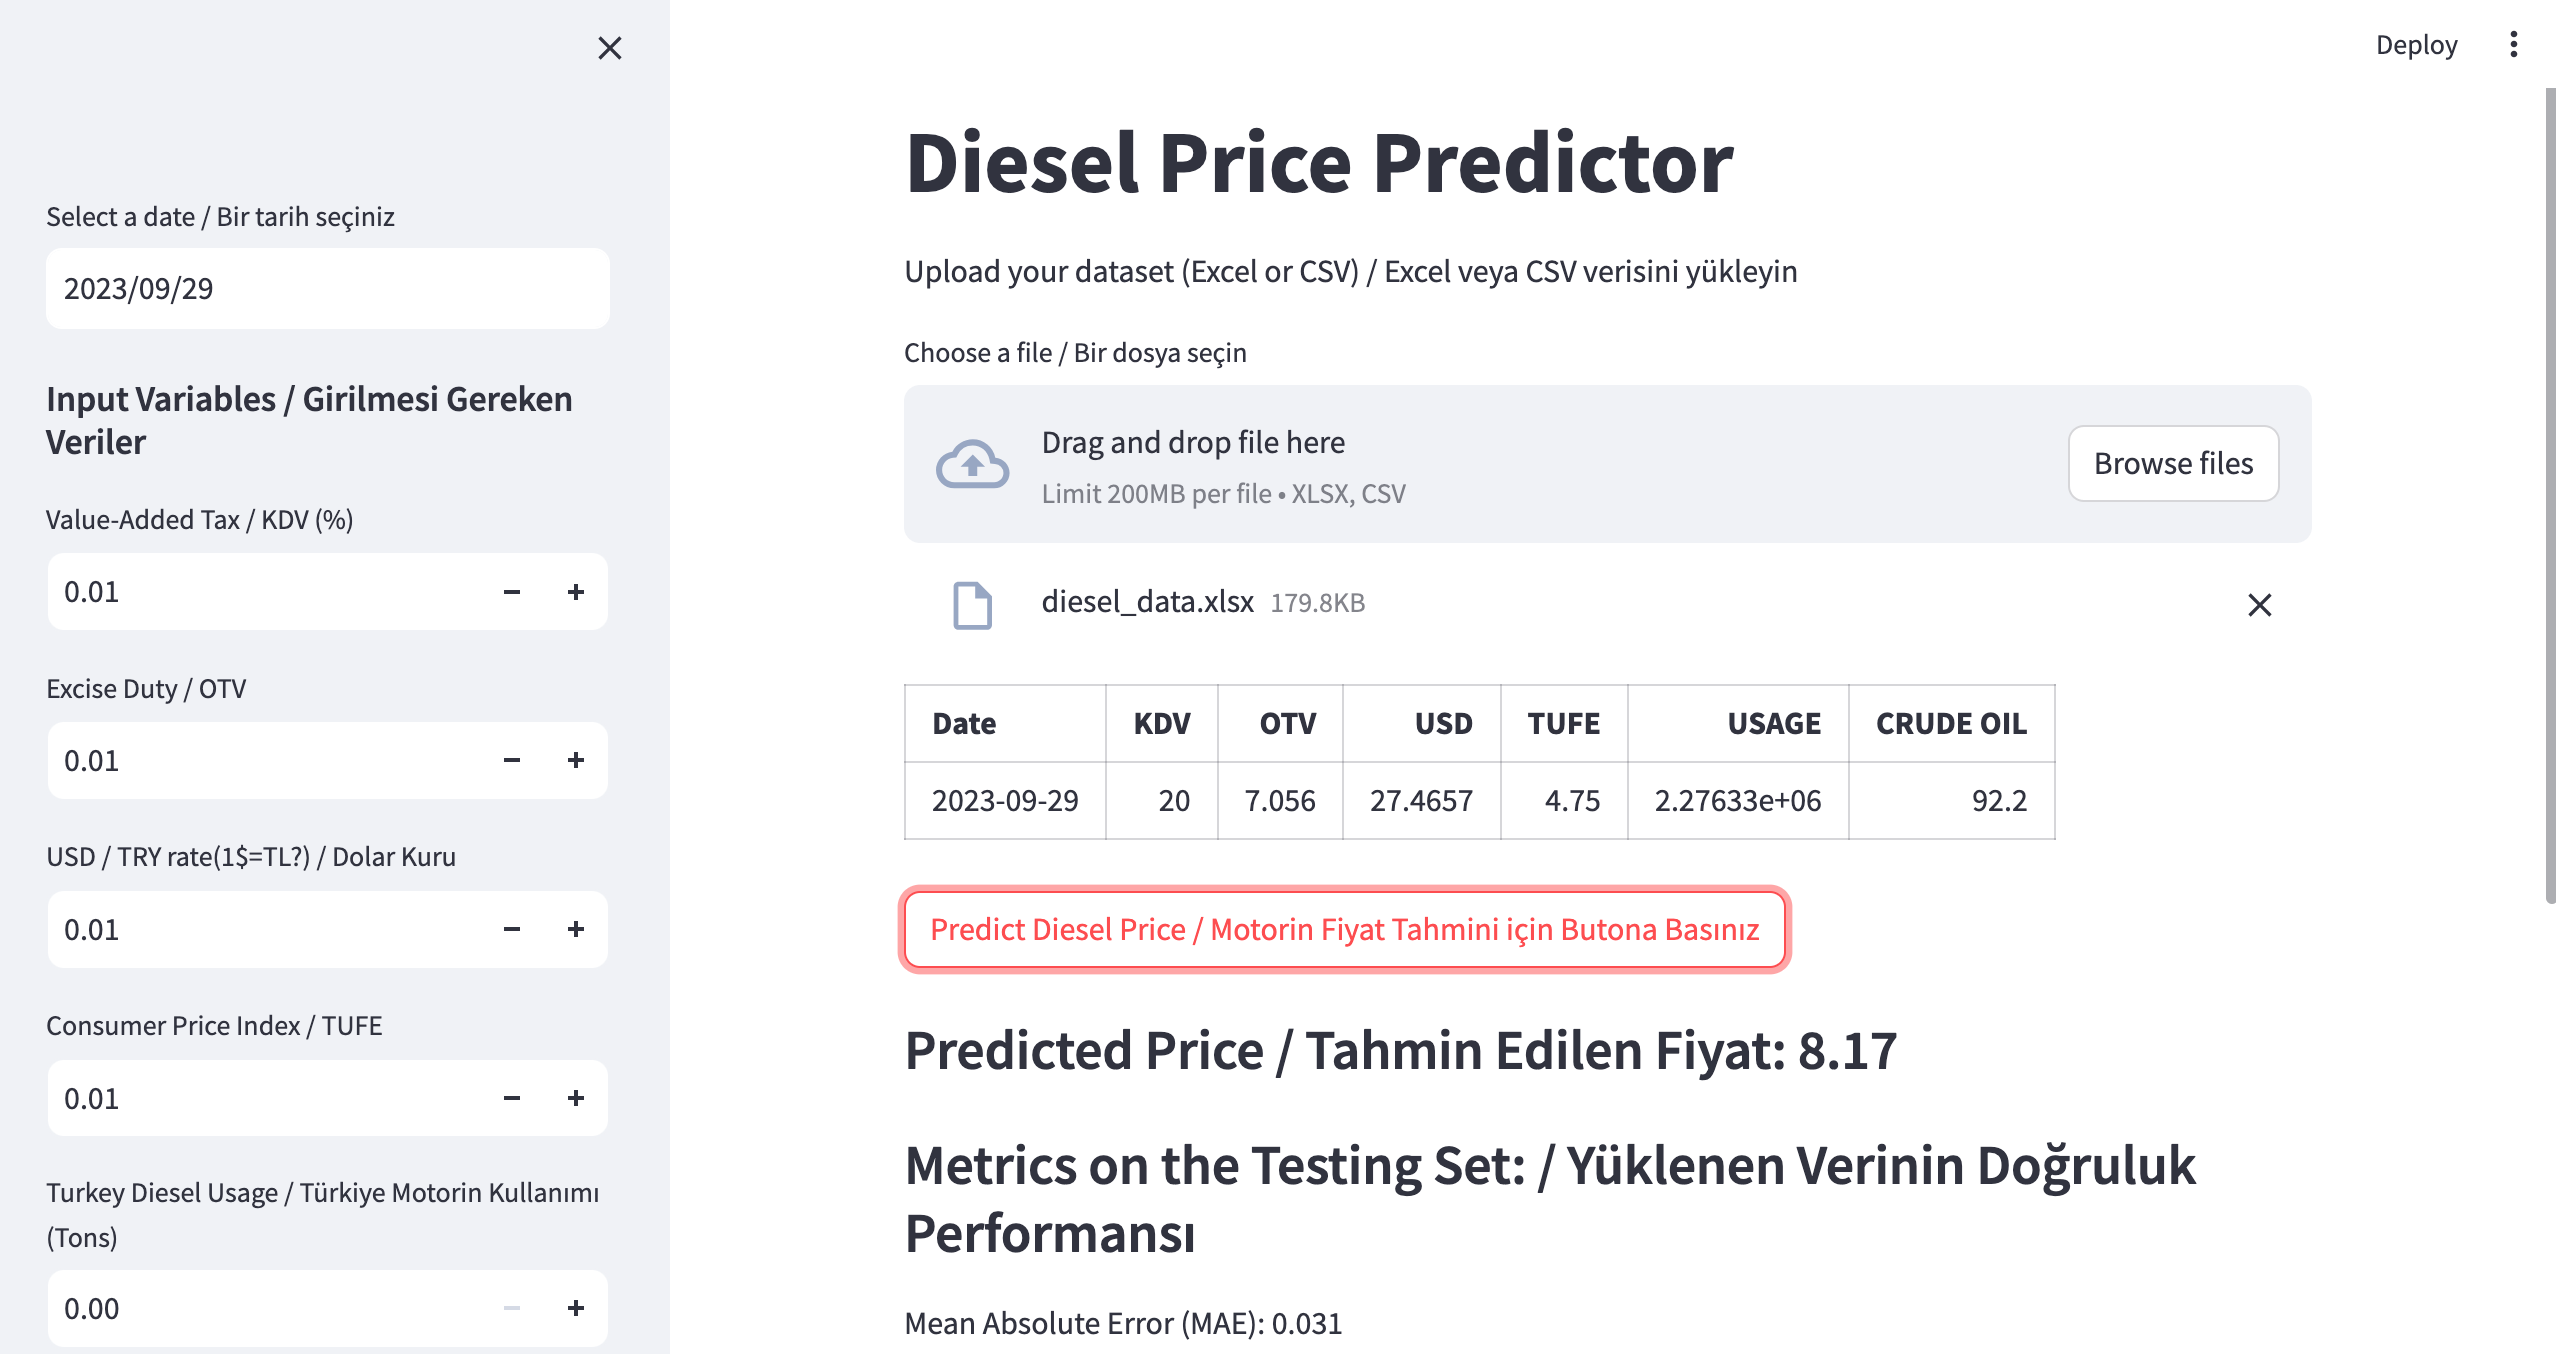 Deploy
Select a date / Bir tarih seçiniz
2023/09/29
Input Variables / Girilmesi Gereken
Veriler
Value-Added Tax / KDV (%)
0.01
Excise Duty / OTV
0.01
USD / TRY rate(1$=TL?) / Dolar Kuru
0.01
Consumer Price Index / TUFE
0.01
Turkey Diesel Usage / Türkiye Motorin Kullanımı
(Tons)
0.00
Diesel Price Predictor
Upload your dataset (Excel or CSV) / Excel veya CSV verisini yükleyin
Choose a file / Bir dosya seçin
Drag and drop file here
Limit 200MB per file • XLSX, CSV
Browse files
diesel_data.xlsx 179.8KB
Date KDV OTV USD TUFE USAGE CRUDE OIL
2023-09-29 20 7.056 27.4657 4.75 2.27633e+06 92.2
Predict Diesel Price / Motorin Fiyat Tahmini için Butona Basınız
Predicted Price / Tahmin Edilen Fiyat: 8.17
Metrics on the Testing Set: / Yüklenen Verinin Doğruluk
Performansı
Mean Absolute Error (MAE): 0.031